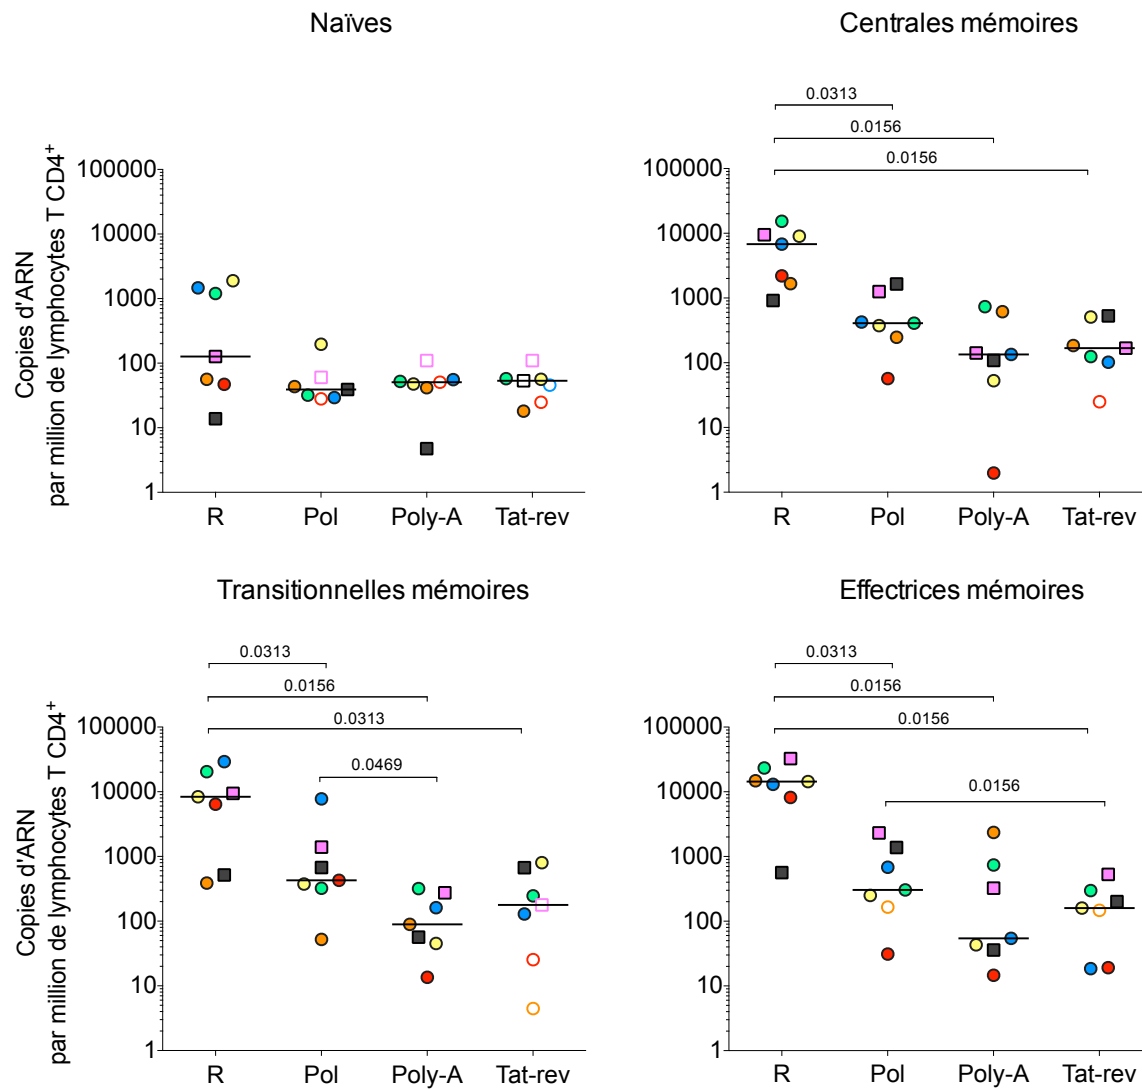 Naïves
Centrales mémoires
0.0313
0.0156
0.0156
Copies d'ARN
par million de lymphocytes T CD4⁺
100000
10000
1000
100
10
1
R Pol Poly-A Tat-rev
100000
10000
1000
100
10
1
R Pol Poly-A Tat-rev
Transitionnelles mémoires
Effectrices mémoires
0.0313
0.0156
0.0313
0.0469
Copies d'ARN
par million de lymphocytes T CD4⁺
100000
10000
1000
100
10
1
R Pol Poly-A Tat-rev
0.0313
0.0156
0.0156
0.0156
100000
10000
1000
100
10
1
R Pol Poly-A Tat-rev